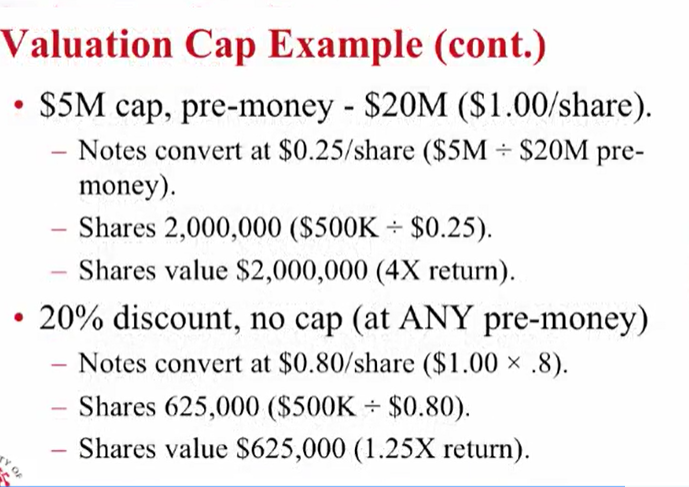 Valuation Cap Example (cont.)
• $5M cap, pre-money - $20M ($1.00/share).
– Notes convert at $0.25/share ($5M ÷ $20M pre-
money).
– Shares 2,000,000 ($500K ÷ $0.25).
– Shares value $2,000,000 (4X return).
• 20% discount, no cap (at ANY pre-money)
– Notes convert at $0.80/share ($1.00 × .8).
– Shares 625,000 ($500K ÷ $0.80).
– Shares value $625,000 (1.25X return).